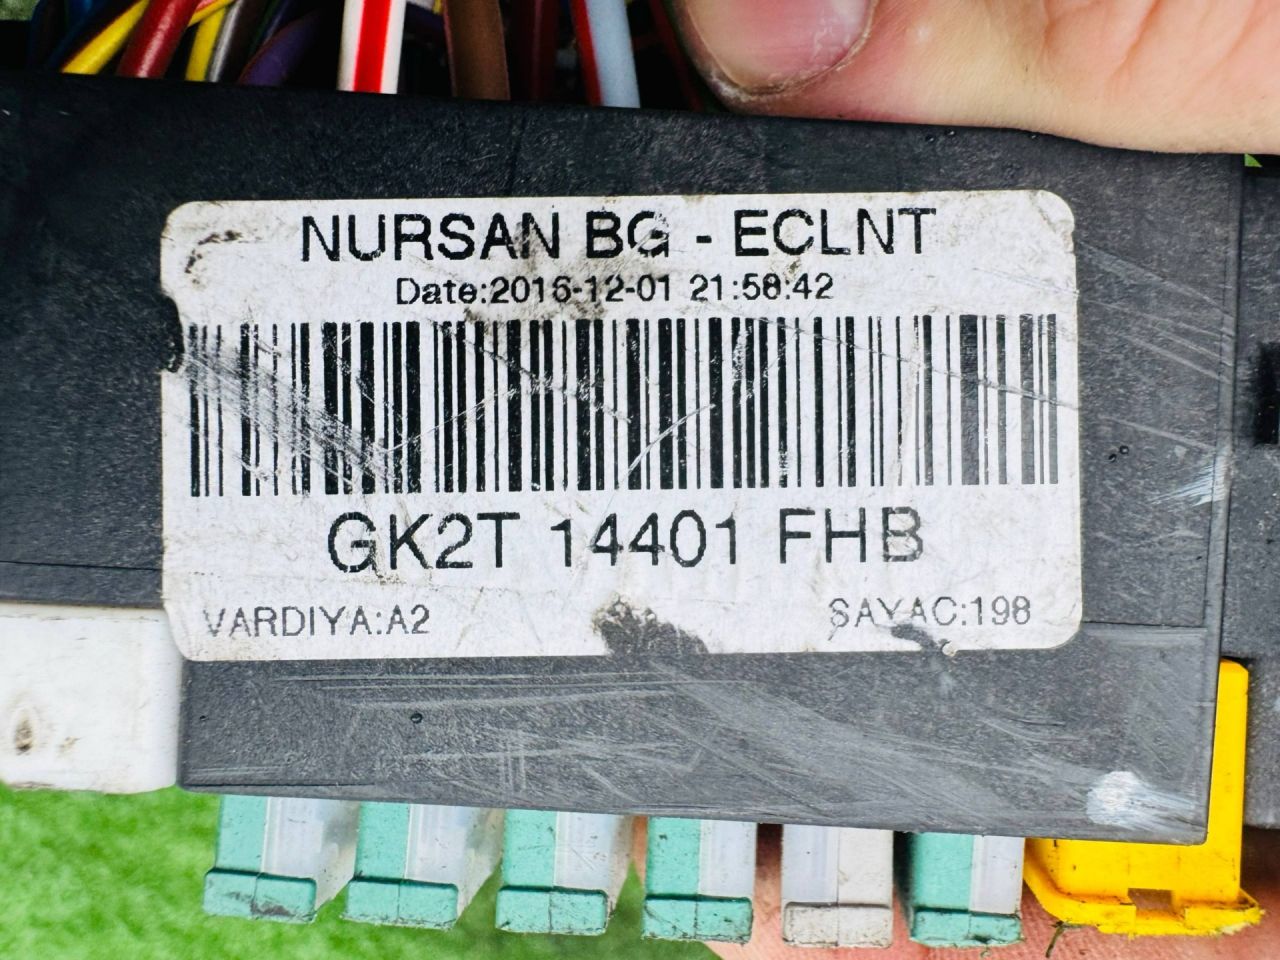 NURSAN BG - ECLNT
Date:2016-12-01 21:58:42
GK2T 14401 FHB
VARDIYA:A2
SAYAC:198